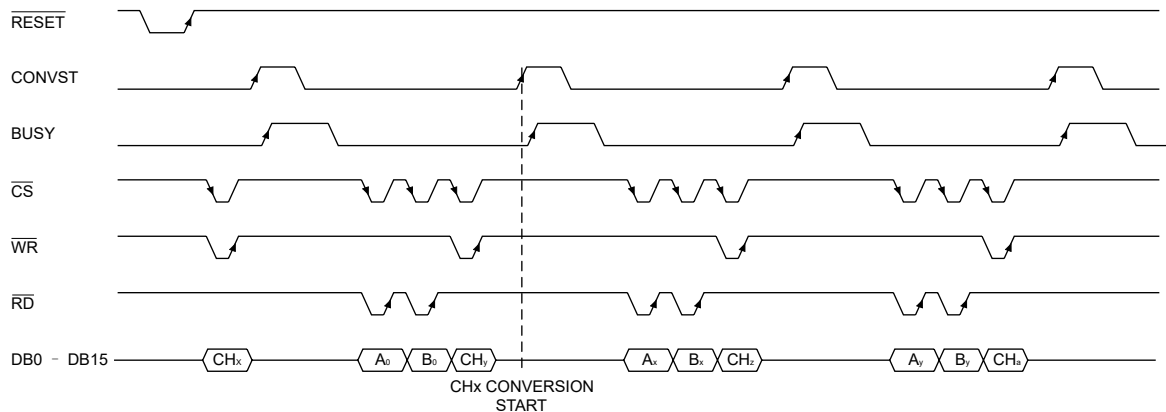 RESET
CONVST
BUSY
CS
WR
RD
DB0 – DB15 CHx A0 B0 CHy Ax Bx CHz Ay By CHa
CHx CONVERSION
START